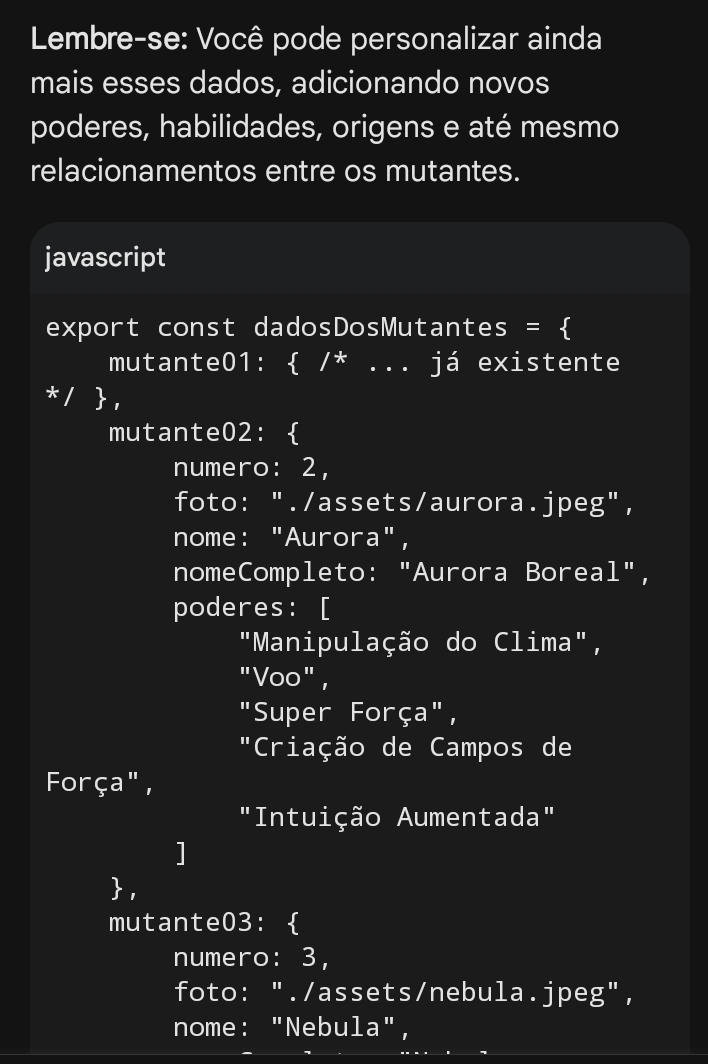 Lembre-se: Você pode personalizar ainda
mais esses dados, adicionando novos
poderes, habilidades, origens e até mesmo
relacionamentos entre os mutantes.
javascript
export const dadosDosMutantes = {
    mutante01: { /* ... já existente
*/ },
    mutante02: {
        numero: 2,
        foto: "./assets/aurora.jpeg",
        nome: "Aurora",
        nomeCompleto: "Aurora Boreal",
        poderes: [
            "Manipulação do Clima",
            "Voo",
            "Super Força",
            "Criação de Campos de
Força",
            "Intuição Aumentada"
        ]
    },
    mutante03: {
        numero: 3,
        foto: "./assets/nebula.jpeg",
        nome: "Nebula",